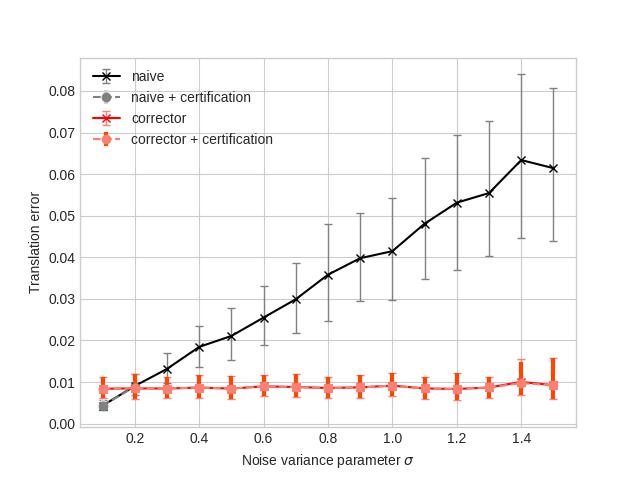 naive
naive + certification
corrector
corrector + certification
0.08
0.07
0.06
0.05
0.04
0.03
0.02
0.01
0.00
Translation error
0.2 0.4 0.6 0.8 1.0 1.2 1.4
Noise variance parameter σ